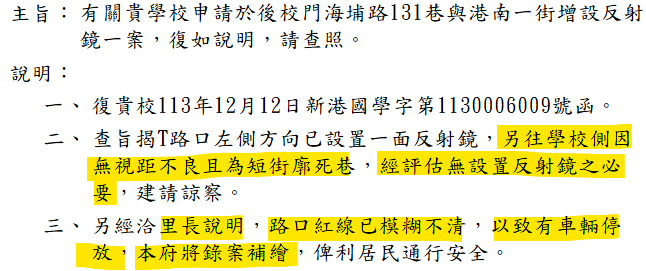 主旨：有關貴學校申請於後校門海埔路131巷與港南一街增設反射
鏡一案，復如說明，請查照。
說明：
一、復貴校113年12月12日新港國學字第1130006009號函。
二、查旨揭T路口左側方向已設置一面反射鏡，另往學校側因
無視距不良且為短街廓死巷，經評估無設置反射鏡之必
要，建請諒察。
三、另經洽里長說明，路口紅線已模糊不清，以致有車輛停
放，本府將錄案補繪，俾利居民通行安全。